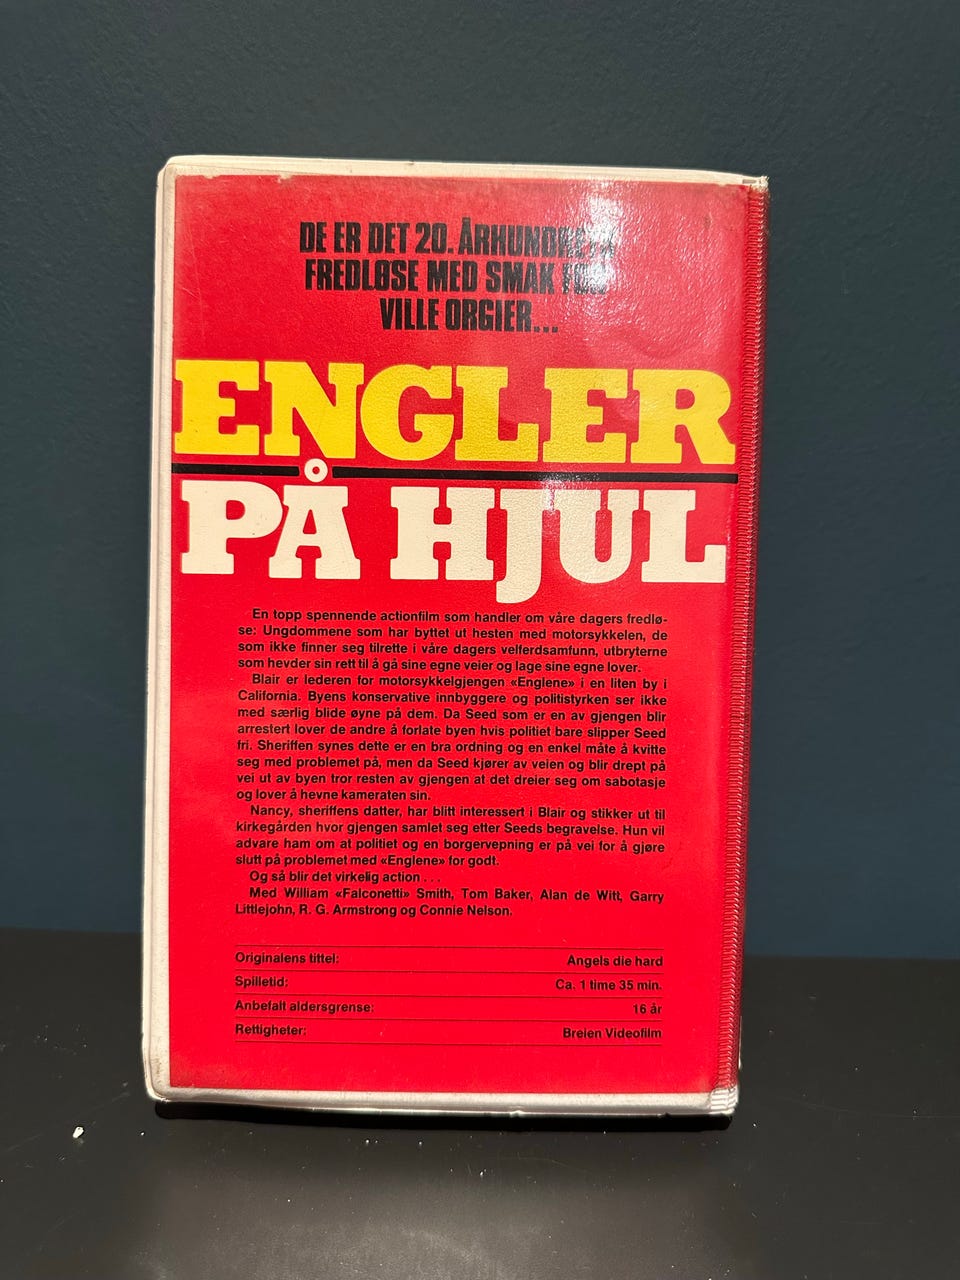 DE ER DET 20. ÅRHUNDRETS
FREDLØSE MED SMAK FOR
VILLE ORGIER...
ENGLER
PÅ HJUL
En topp spennende actionfilm som handler om våre dagers fredlø-
se: Ungdommene som har byttet ut hesten med motorsykkelen, de
som ikke finner seg tilrette i våre dagers velferdsamfunn, utbryterne
som hevder sin rett til å gå sine egne veier og lage sine egne lover.
Blair er lederen for motorsykkelgjengen «Englene» i en liten by i
California. Byens konservative innbyggere og politistyrken ser ikke
med særlig blide øyne på dem. Da Seed som er en av gjengen blir
arrestert lover de andre å forlate byen hvis politiet bare slipper Seed
fri. Sheriffen synes dette er en bra ordning og en enkel måte å kvitte
seg med problemet på, men da Seed kjører av veien og blir drept på
vei ut av byen tror resten av gjengen at det dreier seg om sabotasje
og lover å hevne kameraten sin.
Nancy, sheriffens datter, har blitt interessert i Blair og stikker ut til
kirkegården hvor gjengen samlet seg etter Seeds begravelse. Hun vil
advare ham om at politiet og en borgervepning er på vei for å gjøre
slutt på problemet med «Englene» for godt.
Og så blir det virkelig action . . .
Med William «Falconetti» Smith, Tom Baker, Alan de Witt, Garry
Littlejohn, R. G. Armstrong og Connie Nelson.
Originalens tittel: Angels die hard
Spilletid: Ca. 1 time 35 min.
Anbefalt aldersgrense: 16 år
Rettigheter: Breien Videofilm